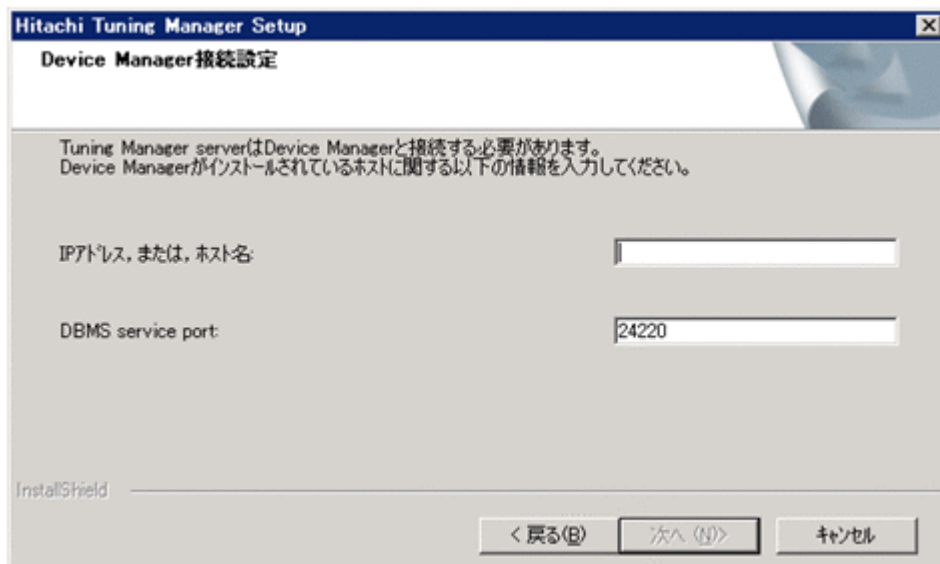 Hitachi Tuning Manager Setup
Device Manager接続設定
Tuning Manager serverはDevice Managerと接続する必要があります。
Device Managerがインストールされているホストに関する以下の情報を入力してください。
IPアドレス，または，ホスト名:
DBMS service port:
24220
InstallShield
< 戻る(B)
次へ (N)>
キャンセル